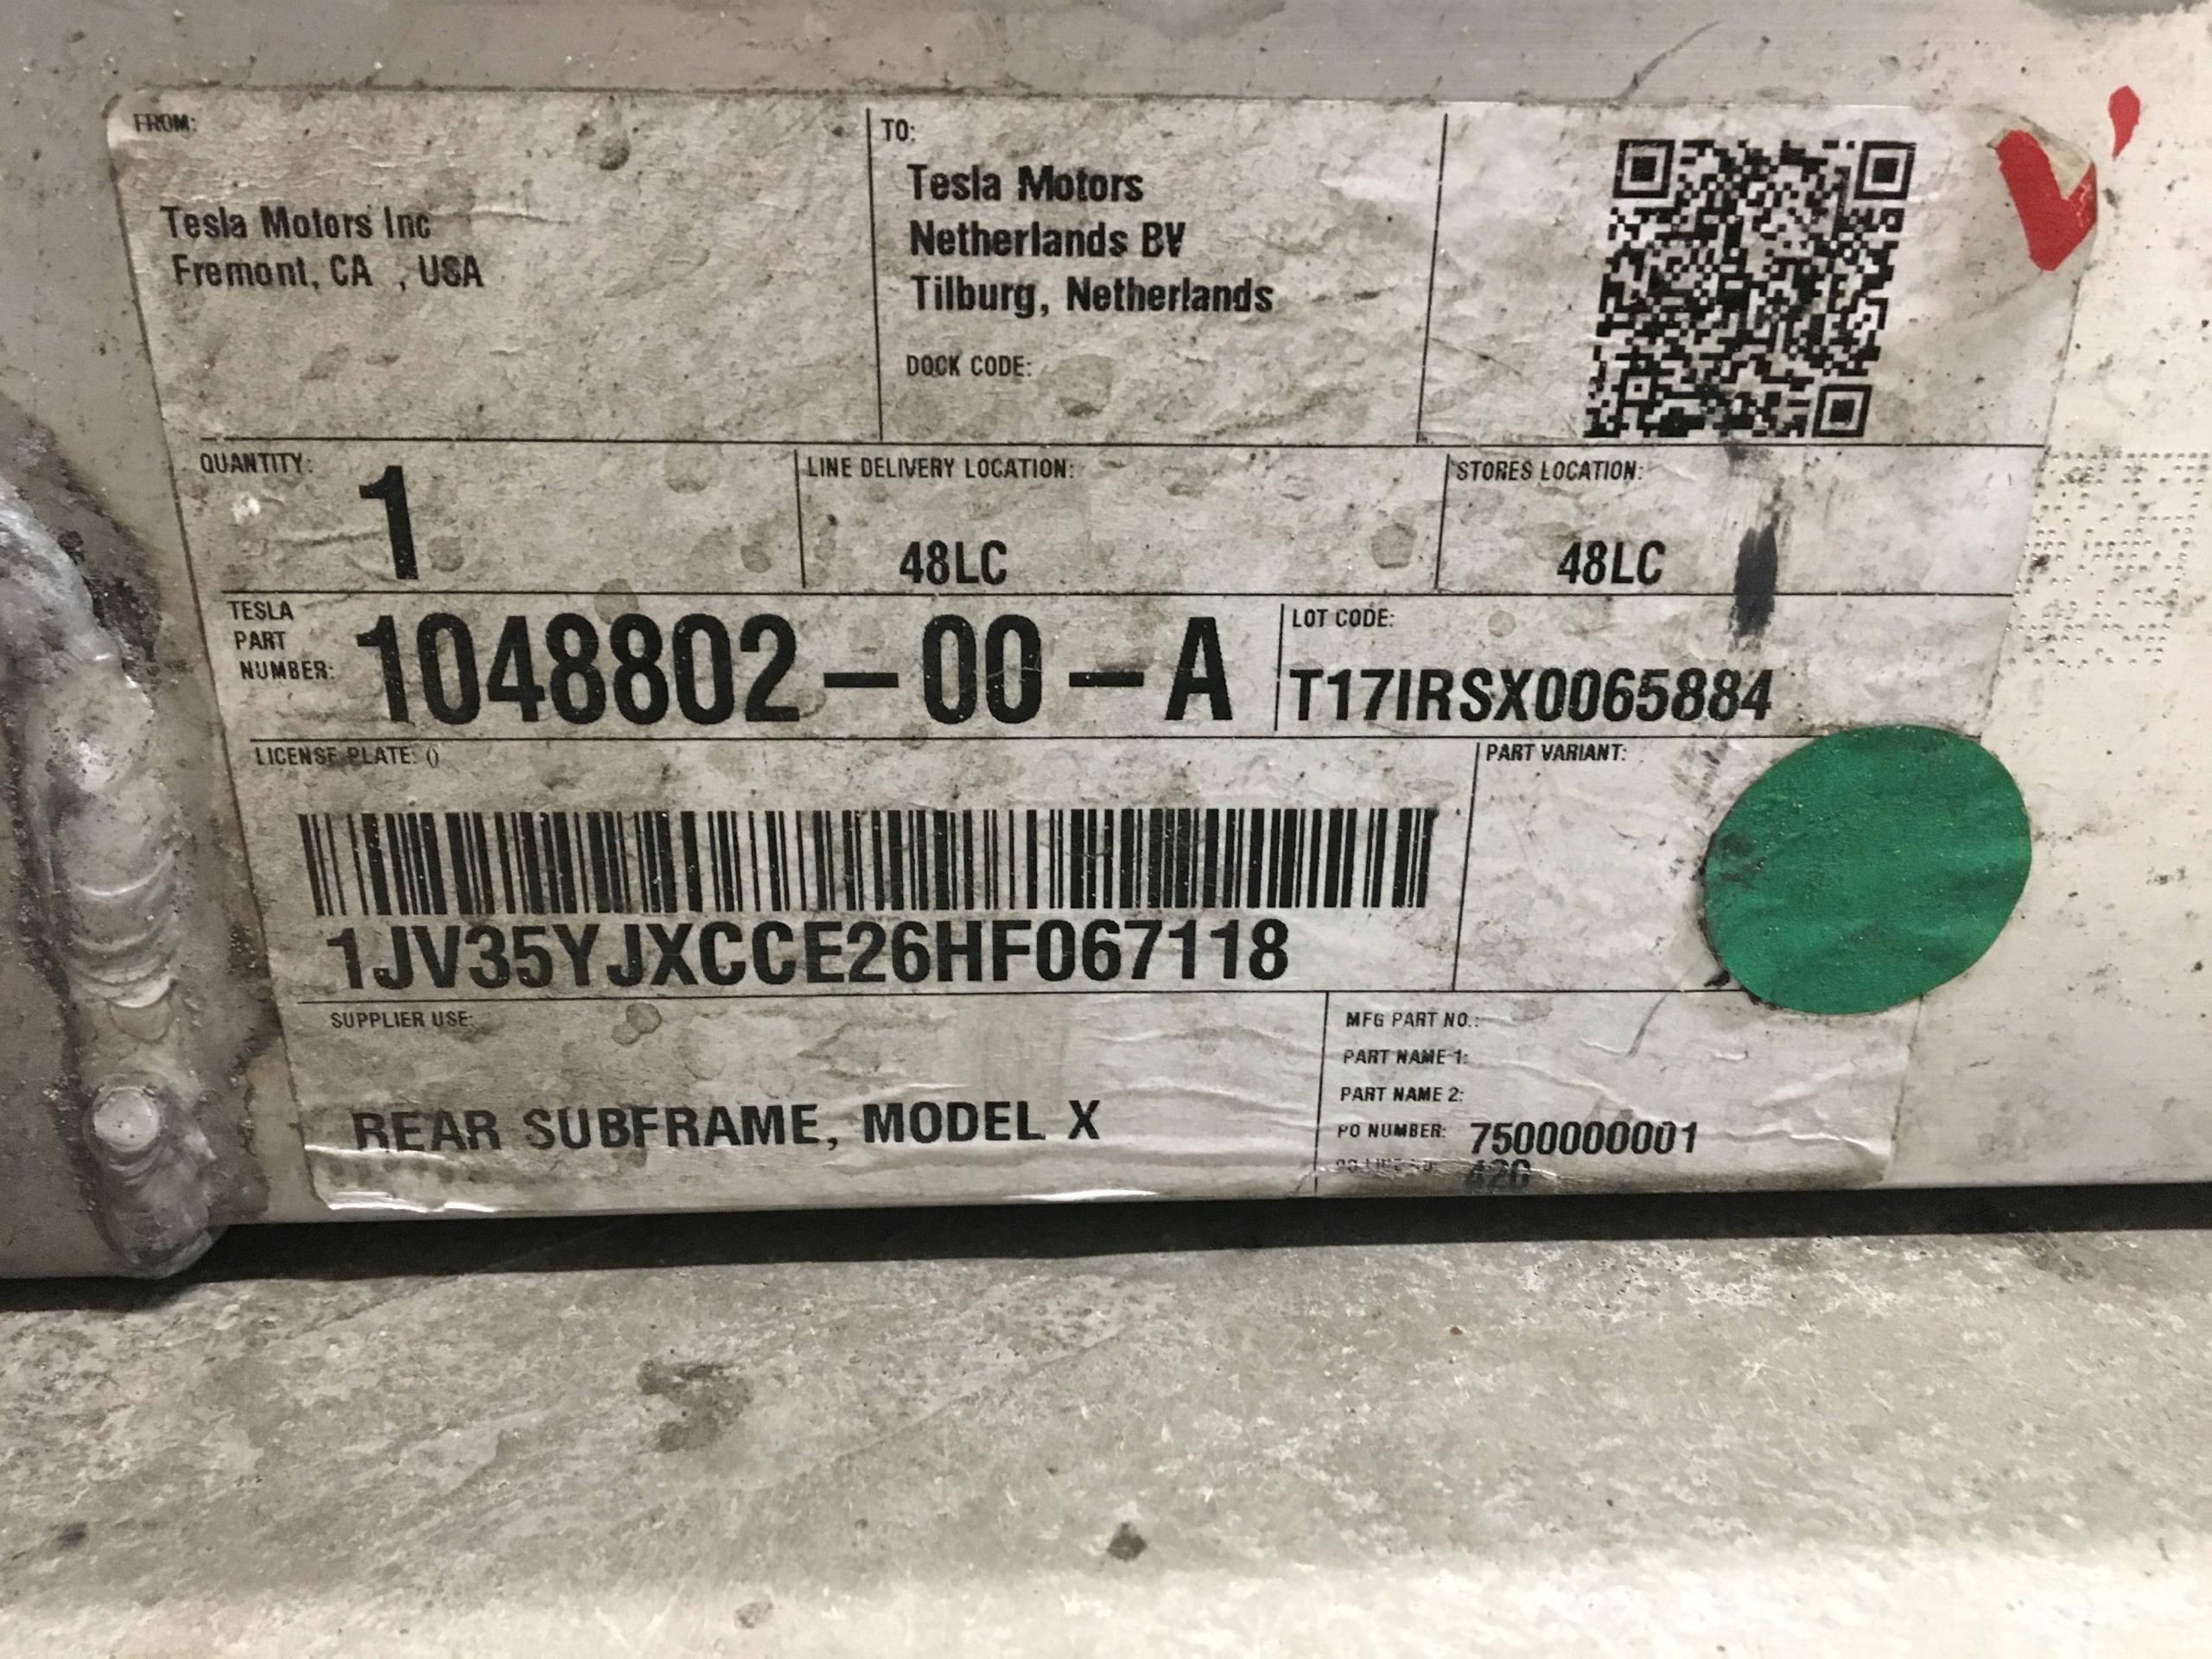 FROM:
Tesla Motors Inc
Fremont, CA , USA
TO:
Tesla Motors
Netherlands BV
Tilburg, Netherlands
DOCK CODE:
QUANTITY:
1
LINE DELIVERY LOCATION:
48LC
STORES LOCATION:
48LC
TESLA
PART
NUMBER:
1048802-00-A
LOT CODE:
T17IRSX0065884
LICENSE PLATE: ()
1JV35YJXCCE26HF067118
PART VARIANT:
SUPPLIER USE:
REAR SUBFRAME, MODEL X
MFG PART NO.:
PART NAME 1:
PART NAME 2:
PO NUMBER: 7500000001
420